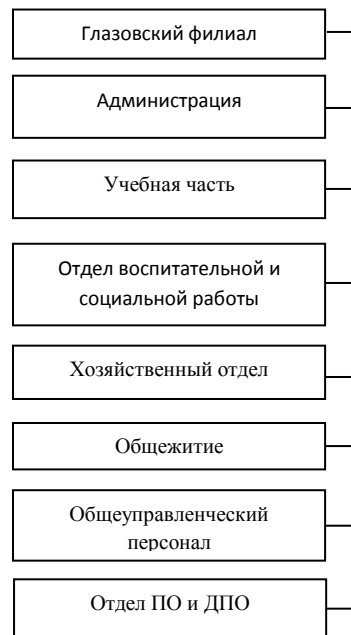 Глазовский филиал
Администрация
Учебная часть
Отдел воспитательной и
социальной работы
Хозяйственный отдел
Общежитие
Общеуправленческий
персонал
Отдел ПО и ДПО